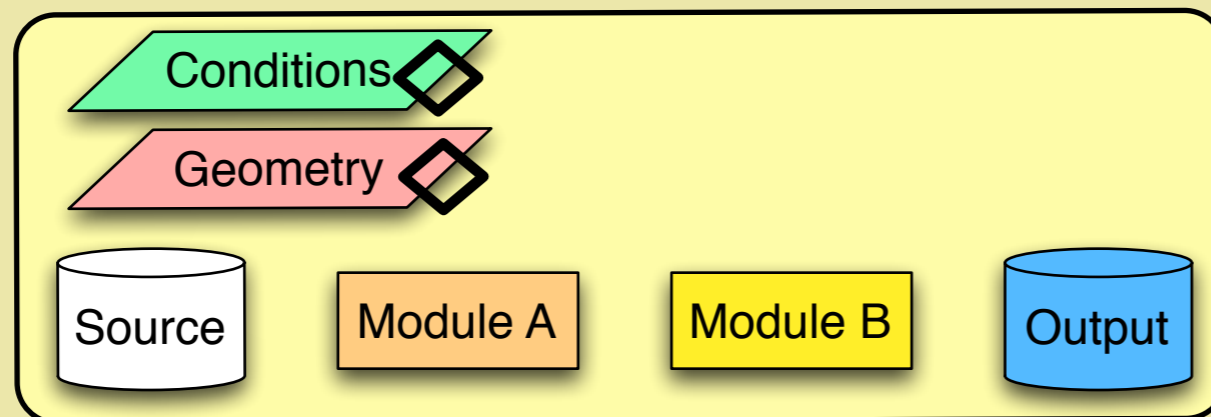 Conditions
Geometry
Source
Module A
Module B
Output